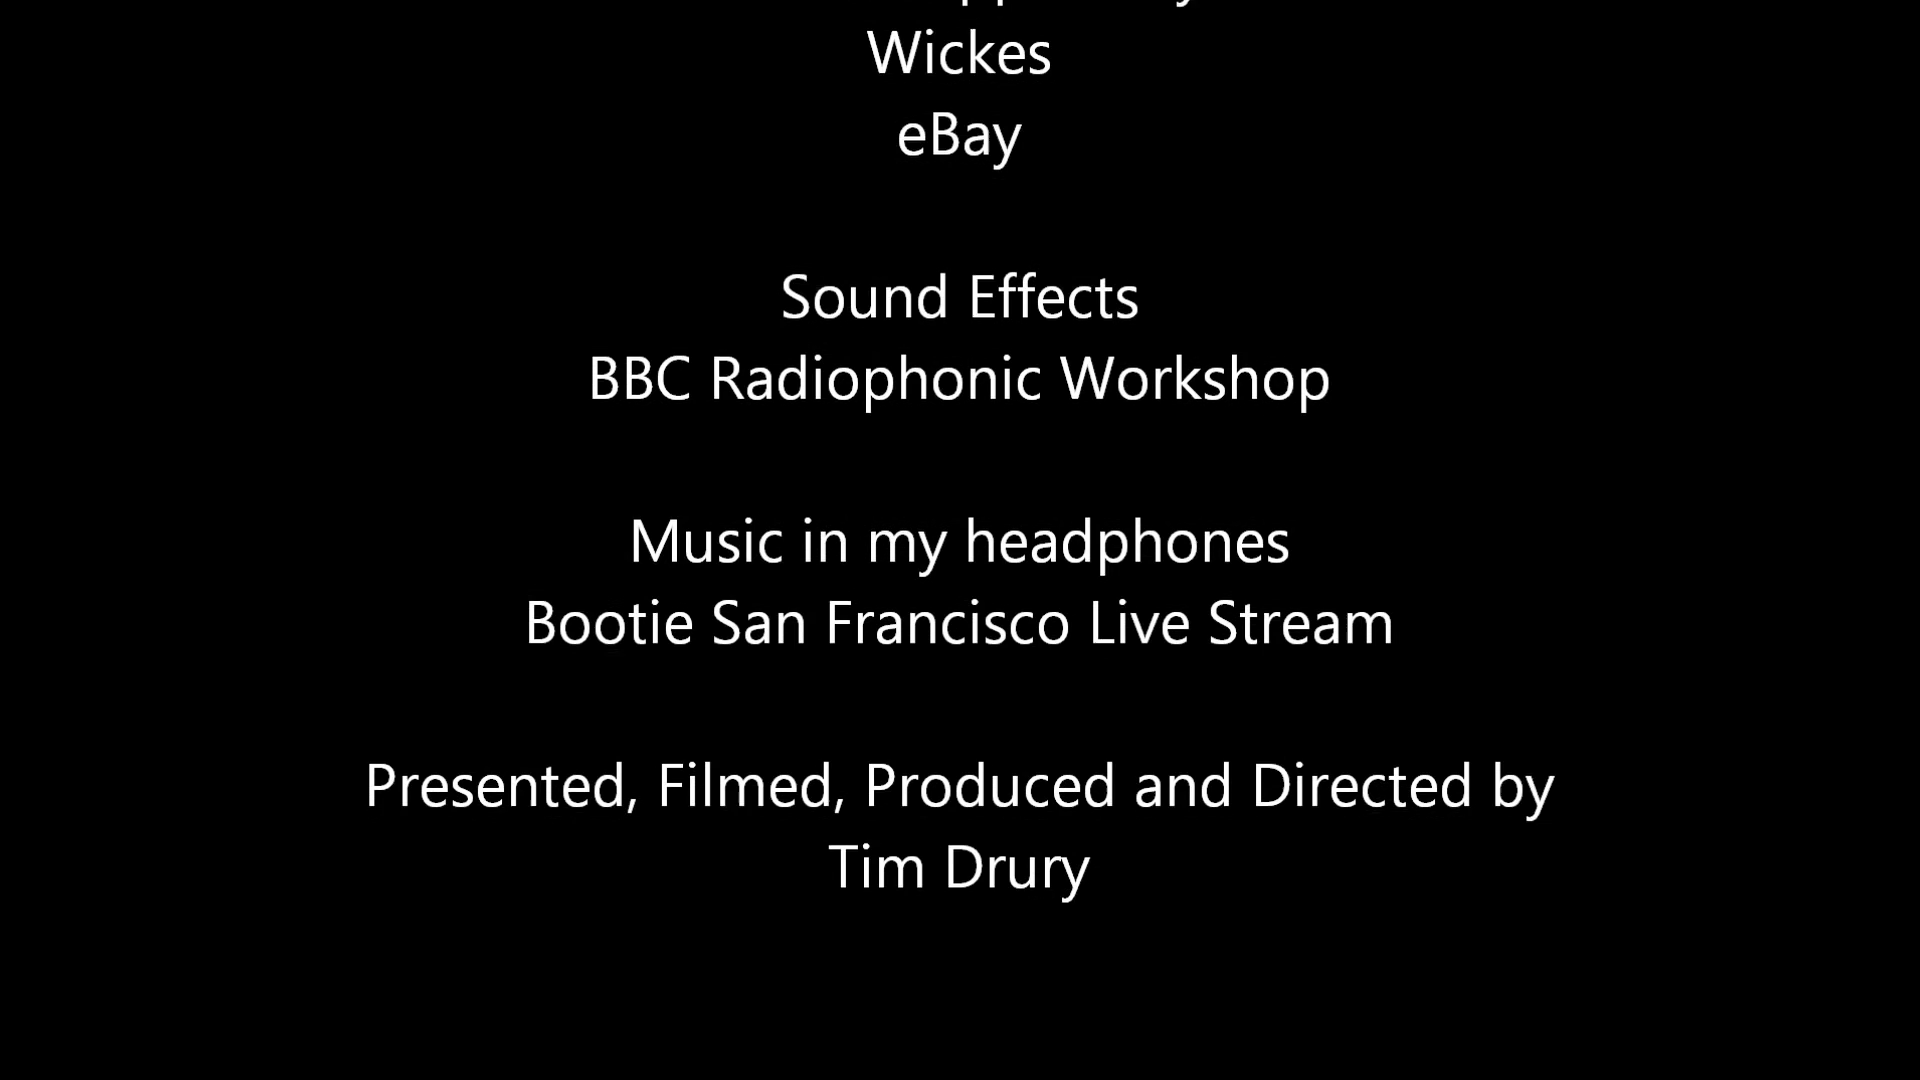 Wickes
eBay
Sound Effects
BBC Radiophonic Workshop
Music in my headphones
Bootie San Francisco Live Stream
Presented, Filmed, Produced and Directed by
Tim Drury